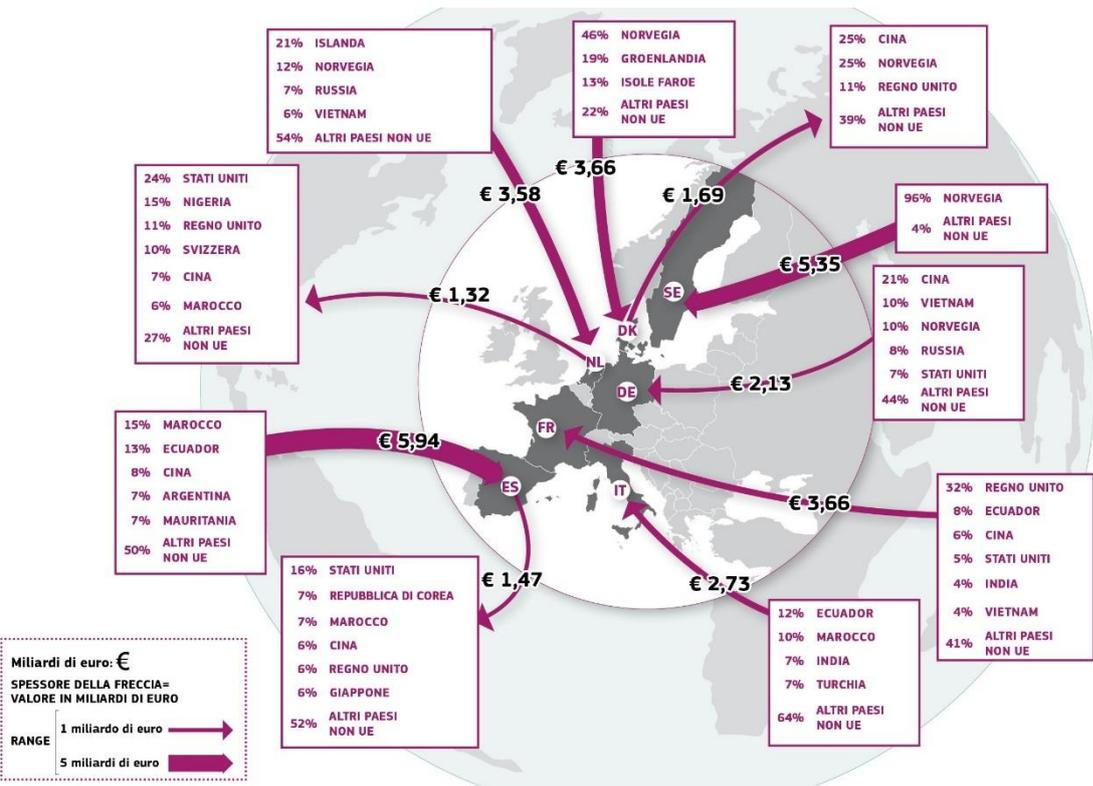 21% ISLANDA
12% NORVEGIA
7% RUSSIA
6% VIETNAM
54% ALTRI PAESI NON UE
46% NORVEGIA
19% GROENLANDIA
13% ISOLE FAROE
22% ALTRI PAESI
NON UE
25% CINA
25% NORVEGIA
11% REGNO UNITO
39% ALTRI PAESI
NON UE
€ 3,58
€ 3,66
€ 1,69
24% STATI UNITI
15% NIGERIA
11% REGNO UNITO
10% SVIZZERA
7% CINA
6% MAROCCO
27% ALTRI PAESI
NON UE
96% NORVEGIA
4% ALTRI PAESI
NON UE
€ 5,35
€ 1,32
SE
DK
NL
DE
FR
ES
IT
21% CINA
10% VIETNAM
10% NORVEGIA
8% RUSSIA
7% STATI UNITI
44% ALTRI PAESI
NON UE
€ 2,13
15% MAROCCO
13% ECUADOR
8% CINA
7% ARGENTINA
7% MAURITANIA
50% ALTRI PAESI
NON UE
€ 5,94
€ 3,66
32% REGNO UNITO
8% ECUADOR
6% CINA
5% STATI UNITI
4% INDIA
4% VIETNAM
41% ALTRI PAESI
NON UE
€ 1,47
€ 2,73
16% STATI UNITI
7% REPUBBLICA DI COREA
7% MAROCCO
6% CINA
6% REGNO UNITO
6% GIAPPONE
52% ALTRI PAESI
NON UE
12% ECUADOR
10% MAROCCO
7% INDIA
7% TURCHIA
64% ALTRI PAESI
NON UE
Miliardi di euro: €
SPESSORE DELLA FRECCIA=
VALORE IN MILIARDI DI EURO
RANGE
1 miliardo di euro
5 miliardi di euro